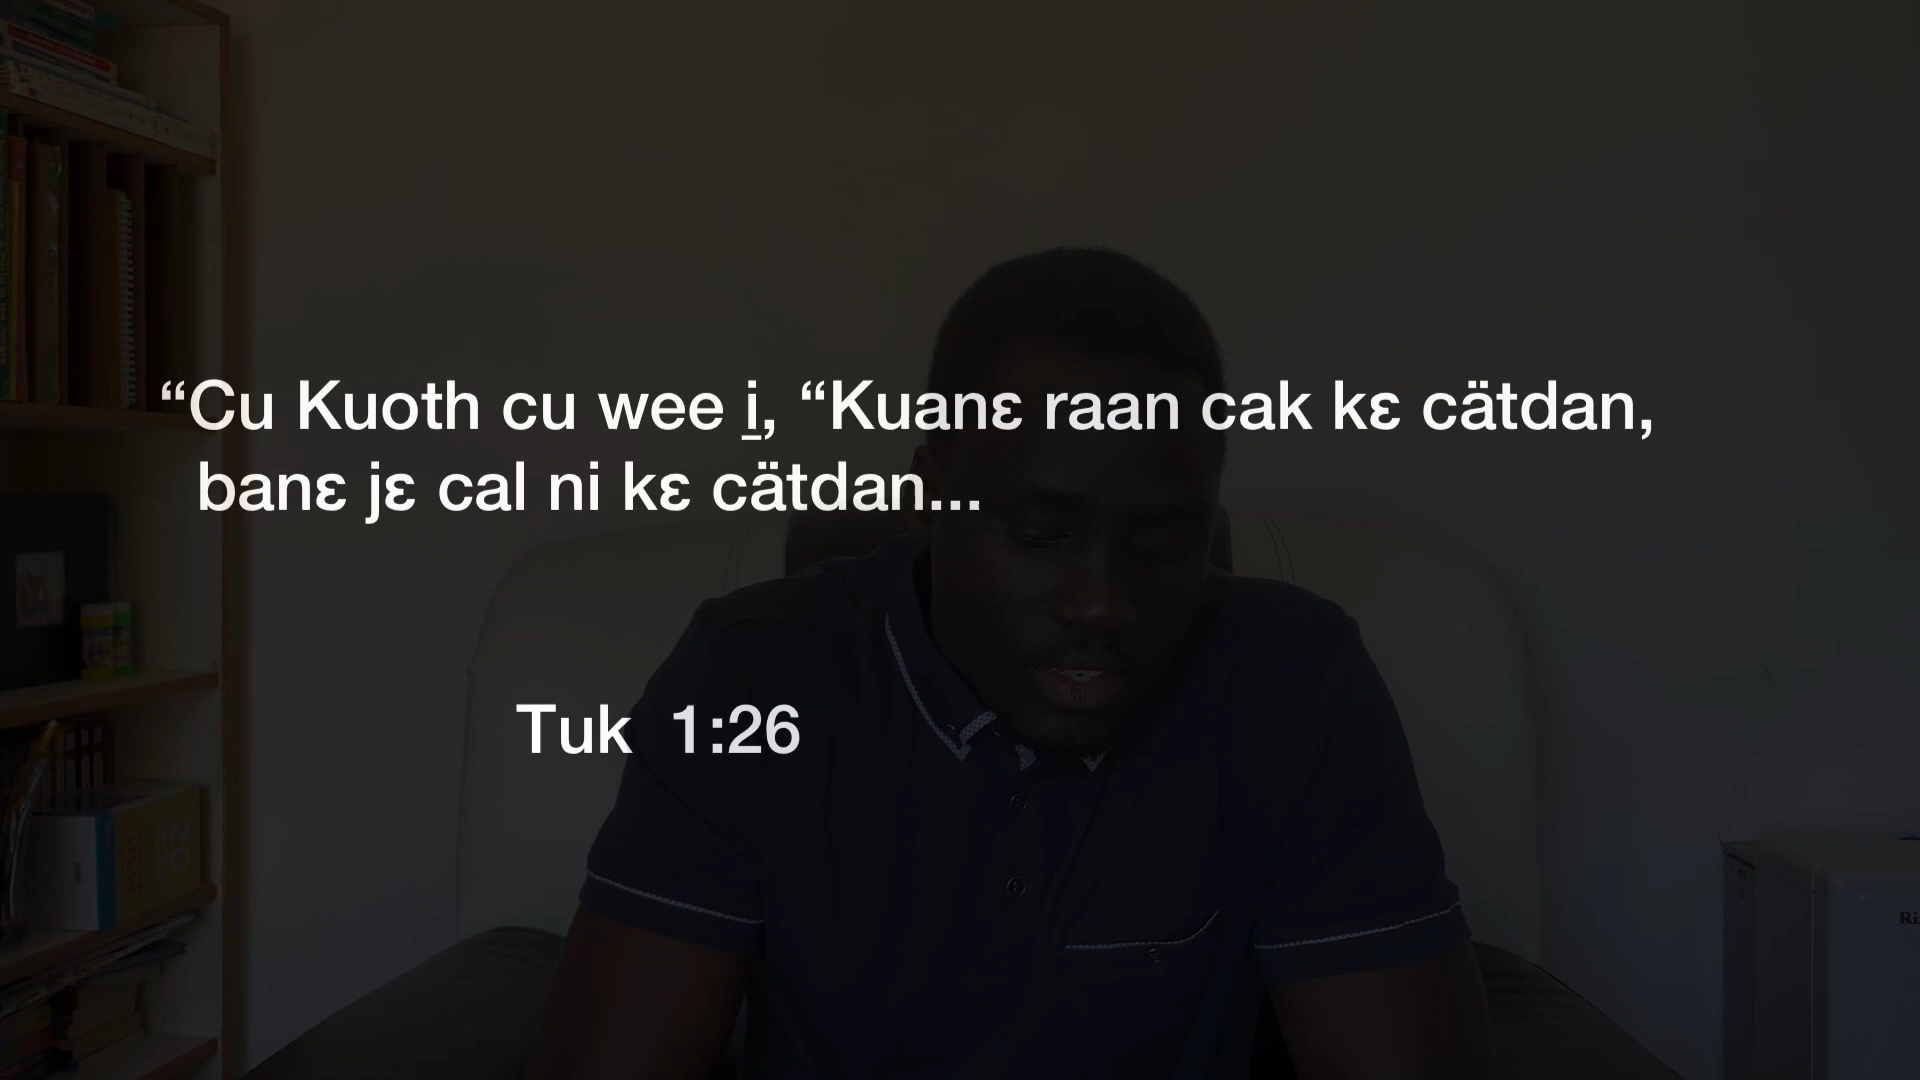 “Cu Kuoth cu wee i̱, “Kuanɛ raan cak kɛ cätdan,
banɛ jɛ cal ni kɛ cätdan...
Tuk 1:26